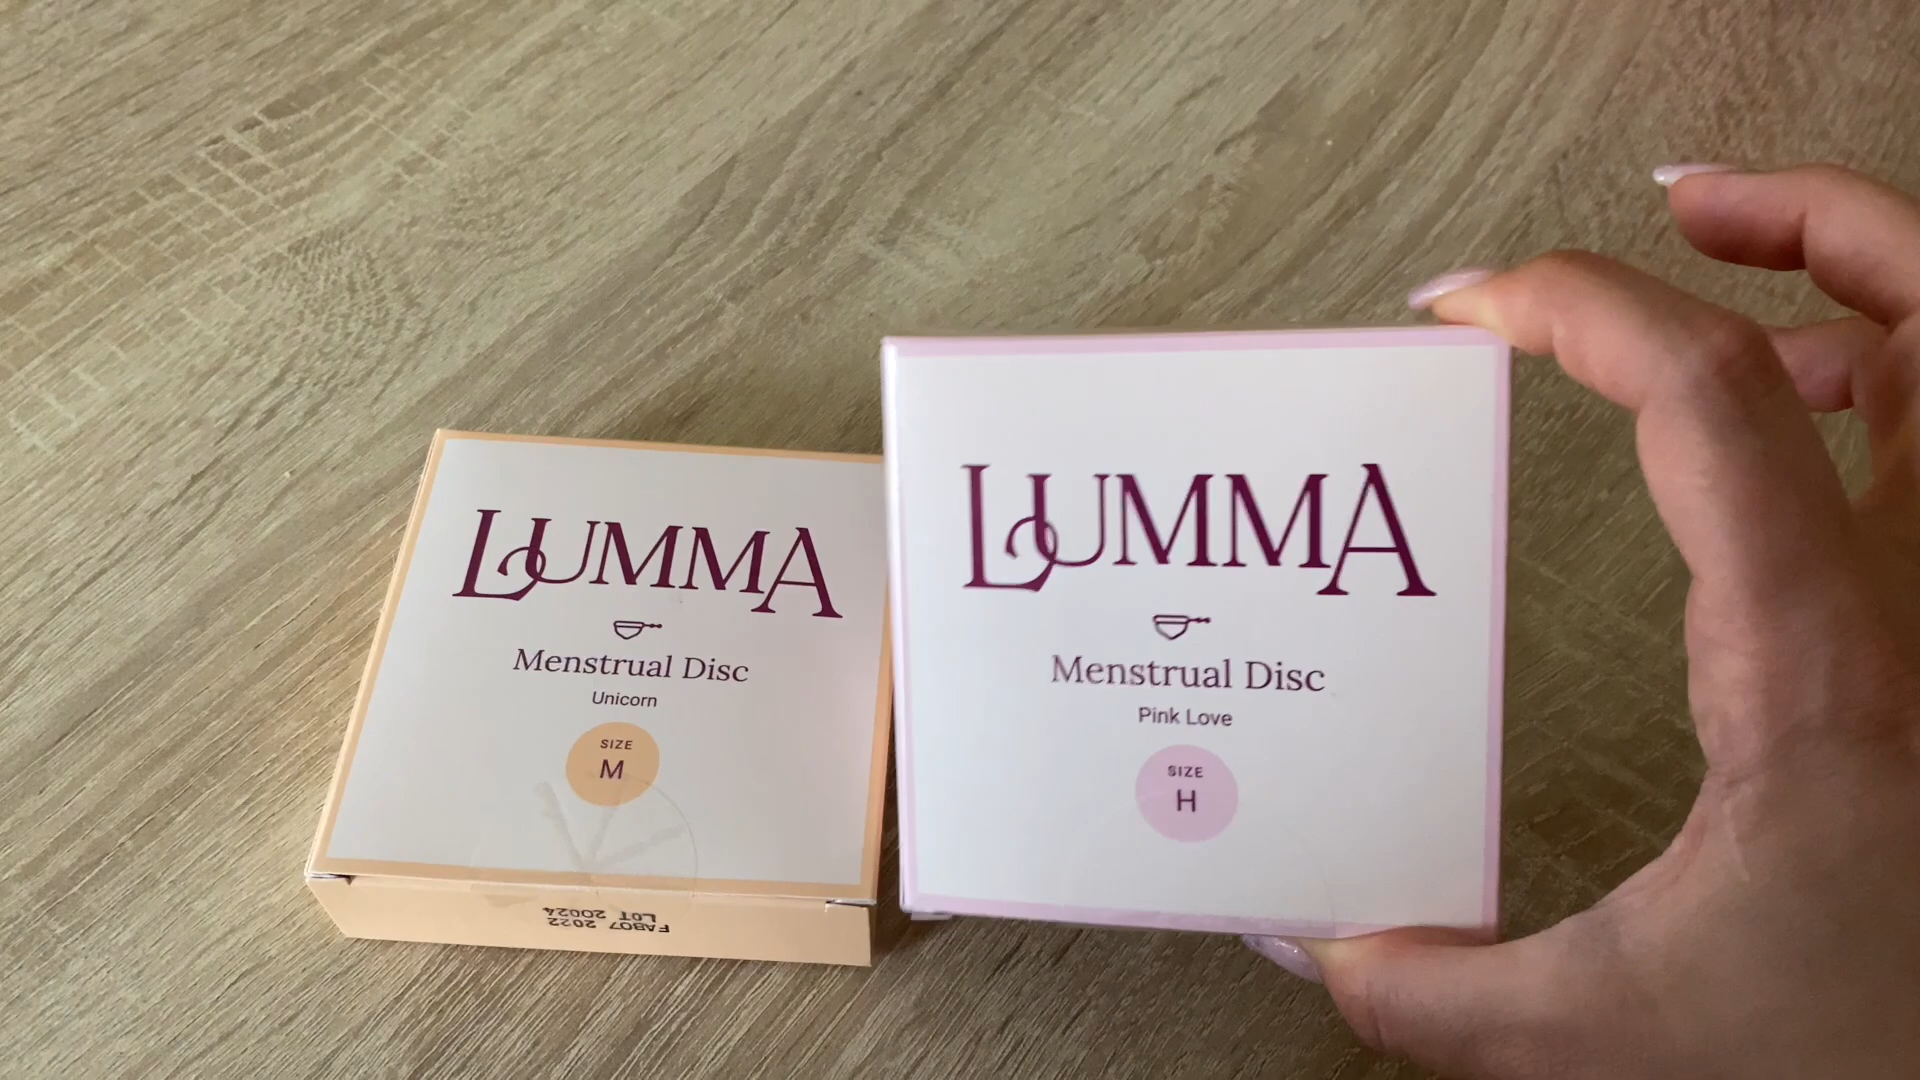 LUMMA
Menstrual Disc
Unicorn
SIZE
M
FAB07 2022
LOT 20024
LUMMA
Menstrual Disc
Pink Love
SIZE
H